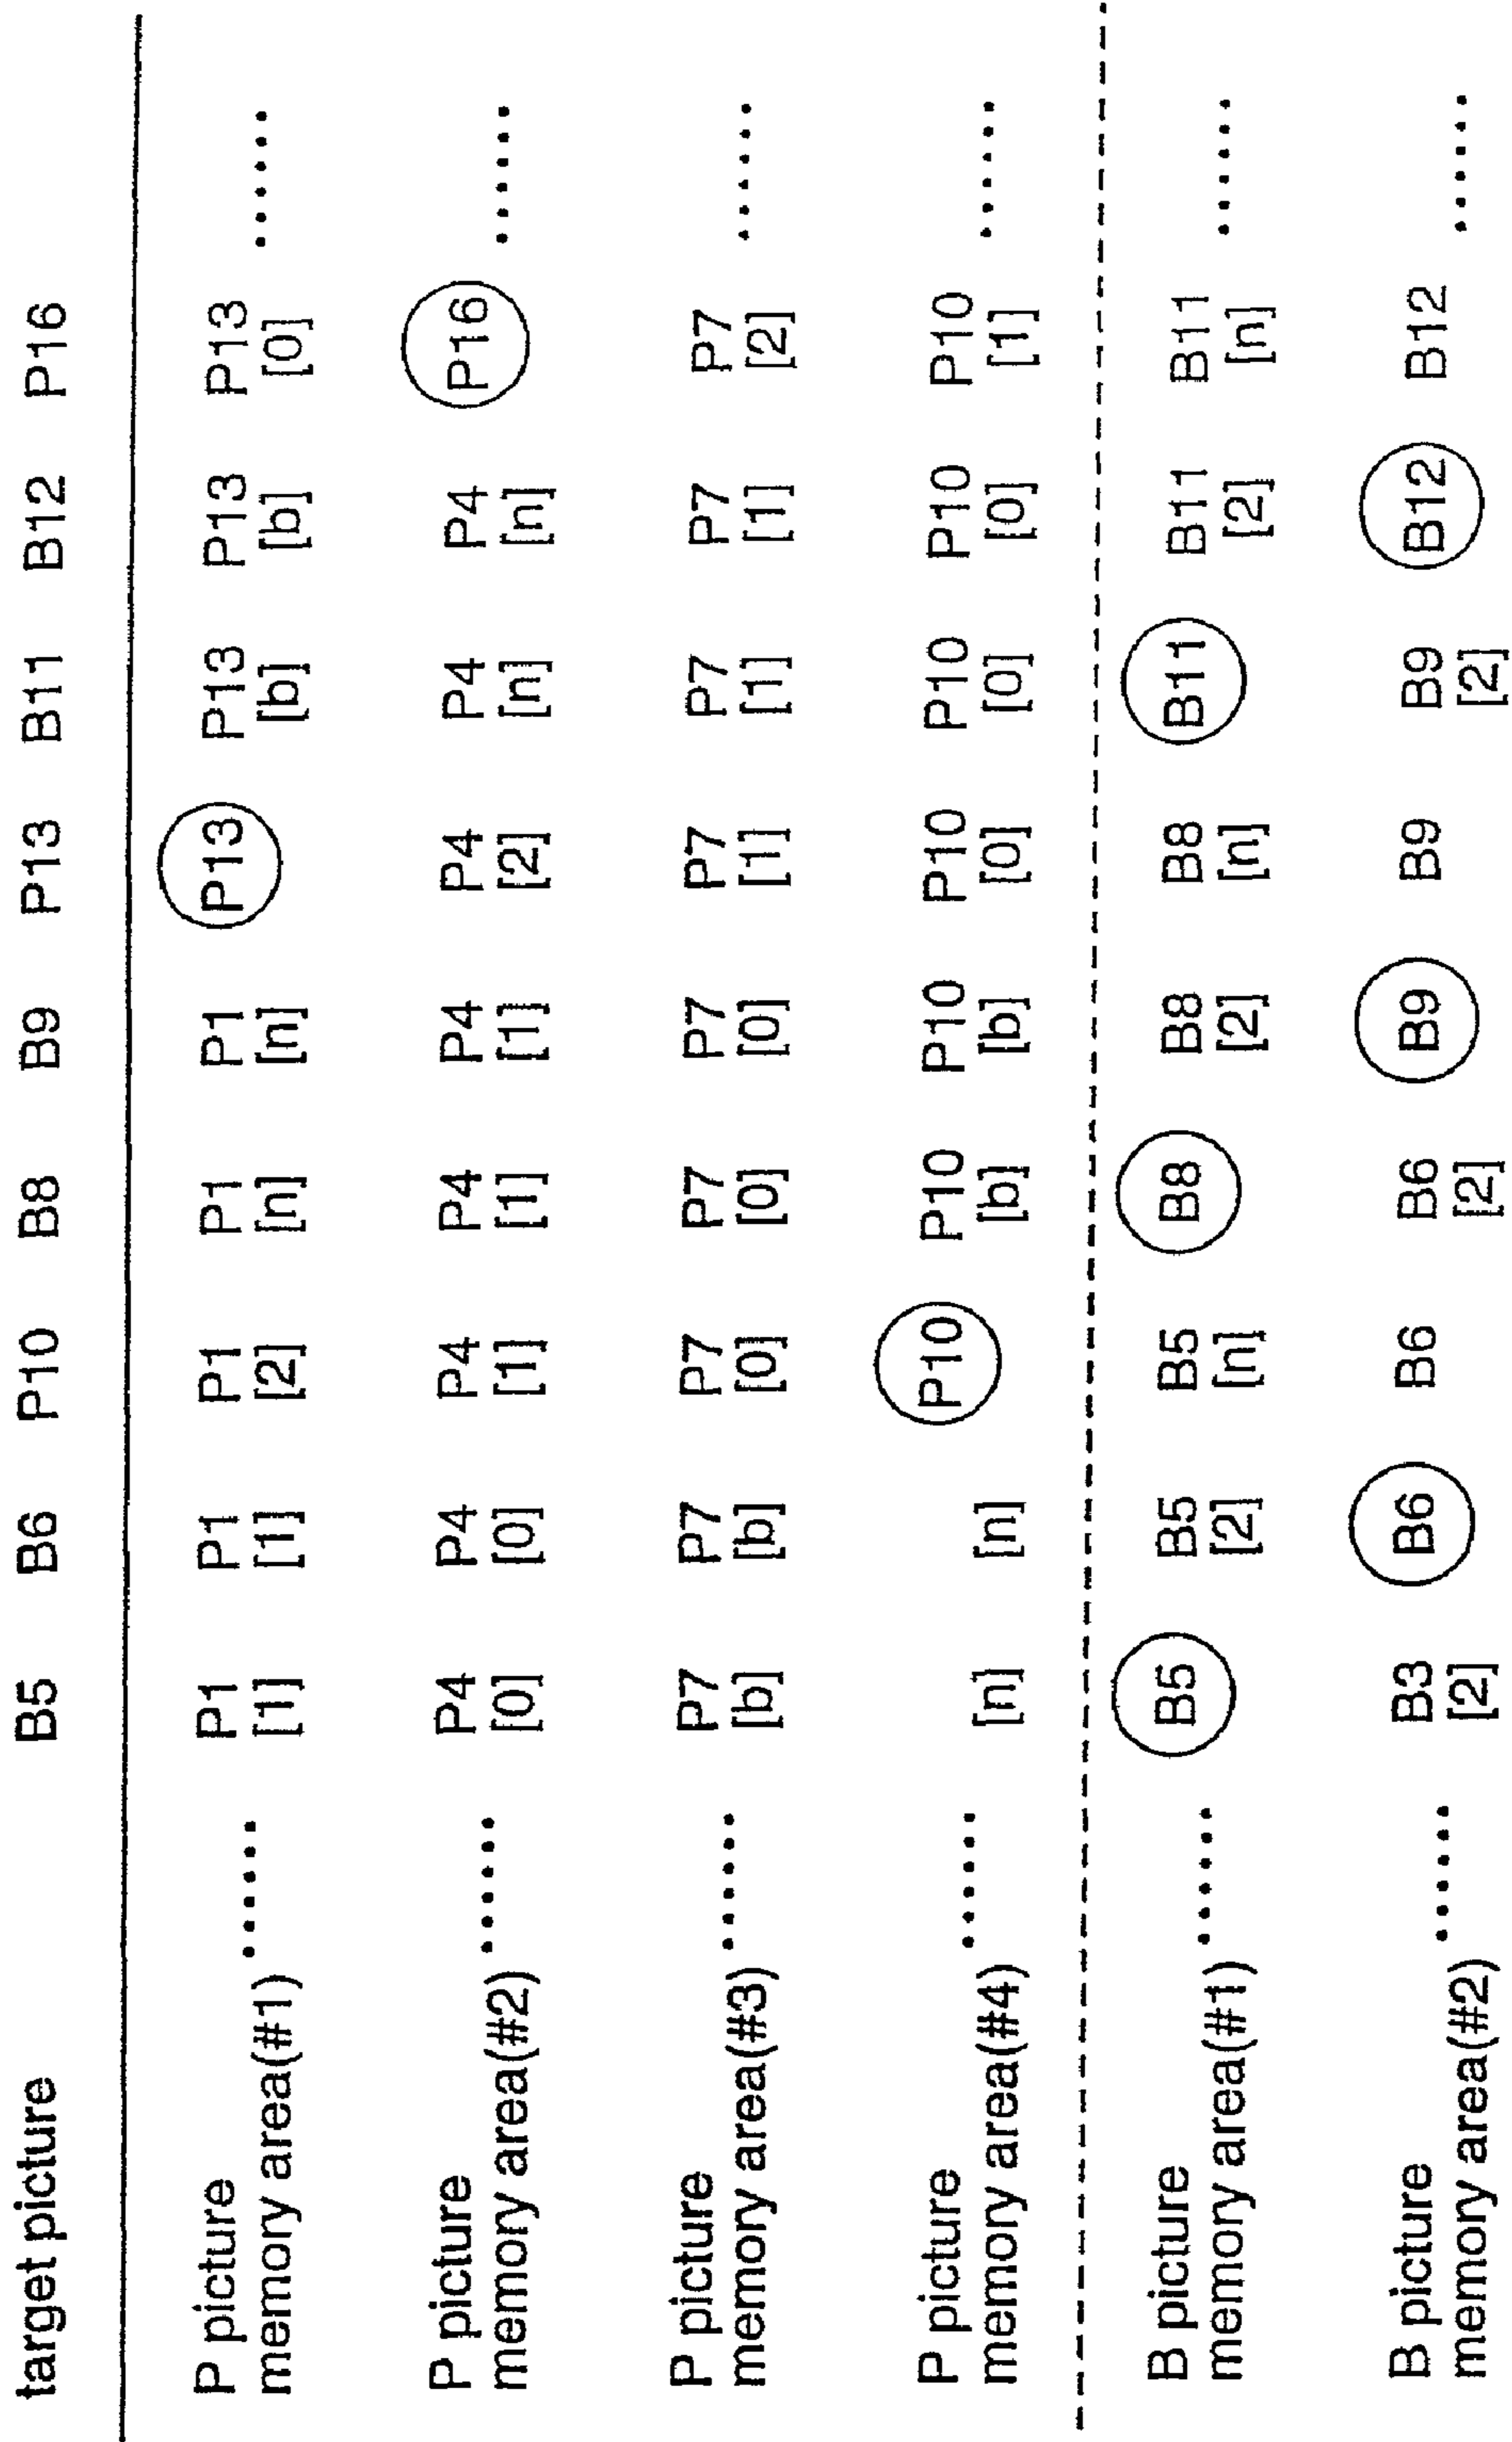 target picture B5 B6 P10 B8 B9 P13 B11 B12 P16
P picture P1 P1 P1 P1 P1 P13 P13 P13 P13
memory area(#1) ...... [1] [1] [2] [n] [n] [b] [b] [0] ......
P picture P4 P4 P4 P4 P4 P4 P4 P4 P16
memory area(#2) ...... [0] [0] [1] [1] [1] [2] [n] [n] ......
P picture P7 P7 P7 P7 P7 P7 P7 P7 P7
memory area(#3) ...... [b] [b] [0] [0] [0] [1] [1] [1] [2] ......
P picture P10 P10 P10 P10 P10 P10 P10
memory area(#4) ...... [n] [n] [b] [b] [0] [0] [0] [1] ......
B picture B5 B5 B5 B8 B8 B8 B11 B11 B11
memory area(#1) ...... [2] [n] [2] [n] [2] [n] ......
B picture B3 B6 B6 B6 B9 B9 B9 B12 B12
memory area(#2) ...... [2] [2] [2] ......